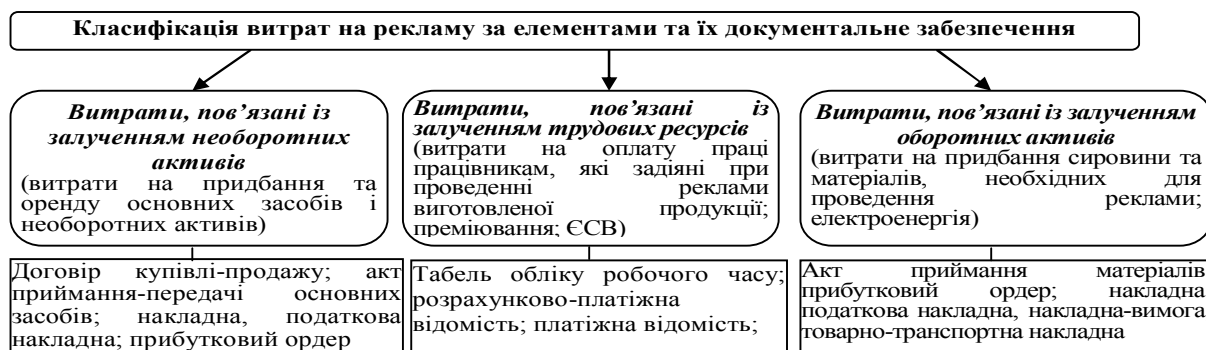 Класифікація витрат на рекламу за елементами та їх документальне забезпечення
Витрати, пов’язані із
залученням необоротних
активів
(витрати на придбання та
оренду основних засобів і
необоротних активів)
Витрати, пов’язані із
залученням трудових ресурсів
(витрати на оплату праці
працівникам, які задіяні при
проведенні реклами
виготовленої продукції;
преміювання; ЄСВ)
Витрати, пов’язані із залученням
оборотних активів
(витрати на придбання сировини та
матеріалів, необхідних для
проведення реклами;
електроенергія)
Договір купівлі-продажу; акт
приймання-передачі основних
засобів; накладна, податкова
накладна; прибутковий ордер
Табель обліку робочого часу;
розрахунково-платіжна
відомість; платіжна відомість;
Акт приймання матеріалів
прибутковий ордер; накладна
податкова накладна, накладна-вимога
товарно-транспортна накладна